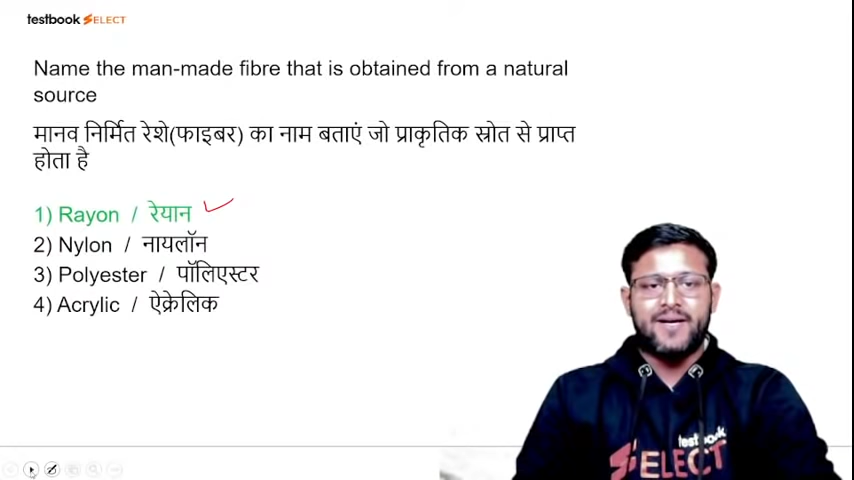 testbook SELECT
Name the man-made fibre that is obtained from a natural
source
मानव निर्मित रेशे(फाइबर) का नाम बताएं जो प्राकृतिक स्रोत से प्राप्त
होता है
1) Rayon / रेयान
2) Nylon / नायलॉन
3) Polyester / पॉलिएस्टर
4) Acrylic / ऐक्रेलिक
testbook
SELECT